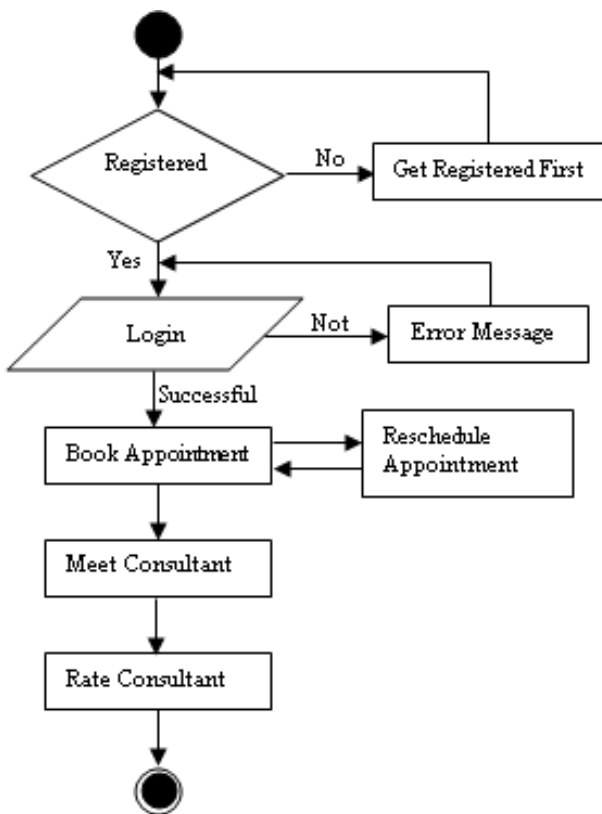 Registered
No
Get Registered First
Yes
Login
Not
Error Message
Successful
Book Appointment
Reschedule
Appointment
Meet Consultant
Rate Consultant